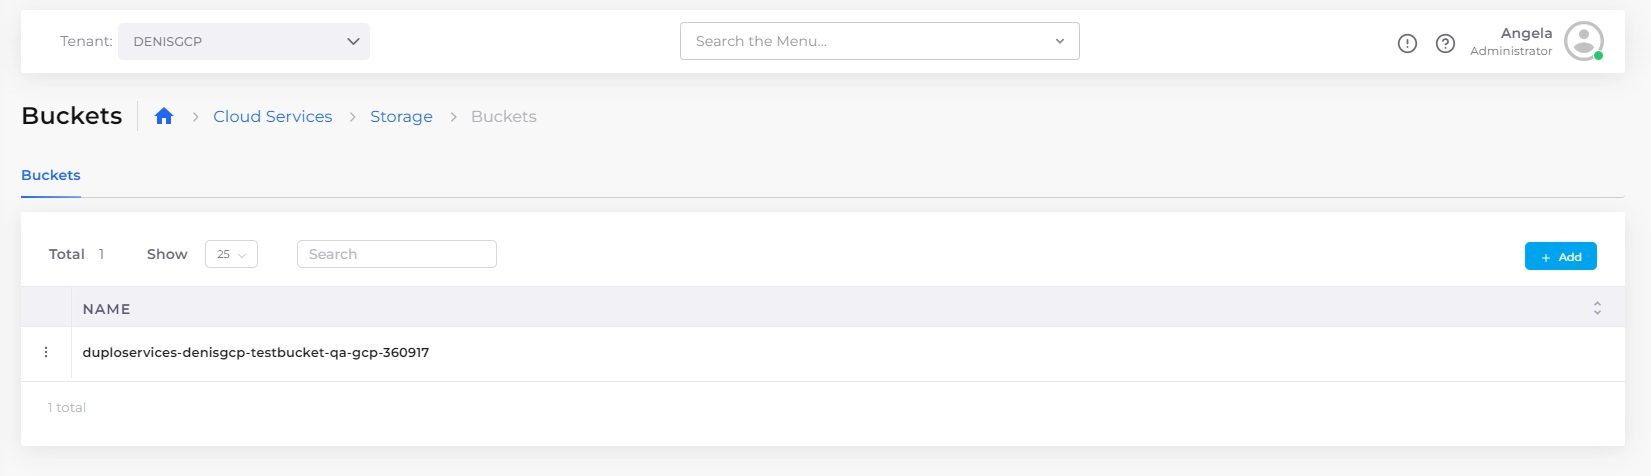 Tenant: DENISGCP Search the Menu... Angela
Administrator
Buckets Cloud Services Storage Buckets
Buckets
Total 1 Show 25 Search + Add
NAME
duploservices-denisgcp-testbucket-qa-gcp-360917
1 total